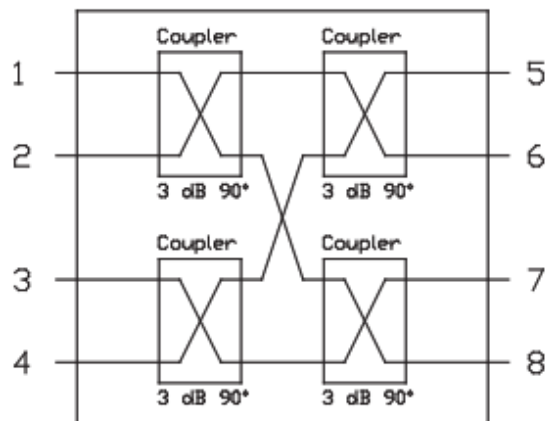 Coupler Coupler
1 5
2 6
3 dB 90° 3 dB 90°
Coupler Coupler
3 7
4 8
3 dB 90° 3 dB 90°